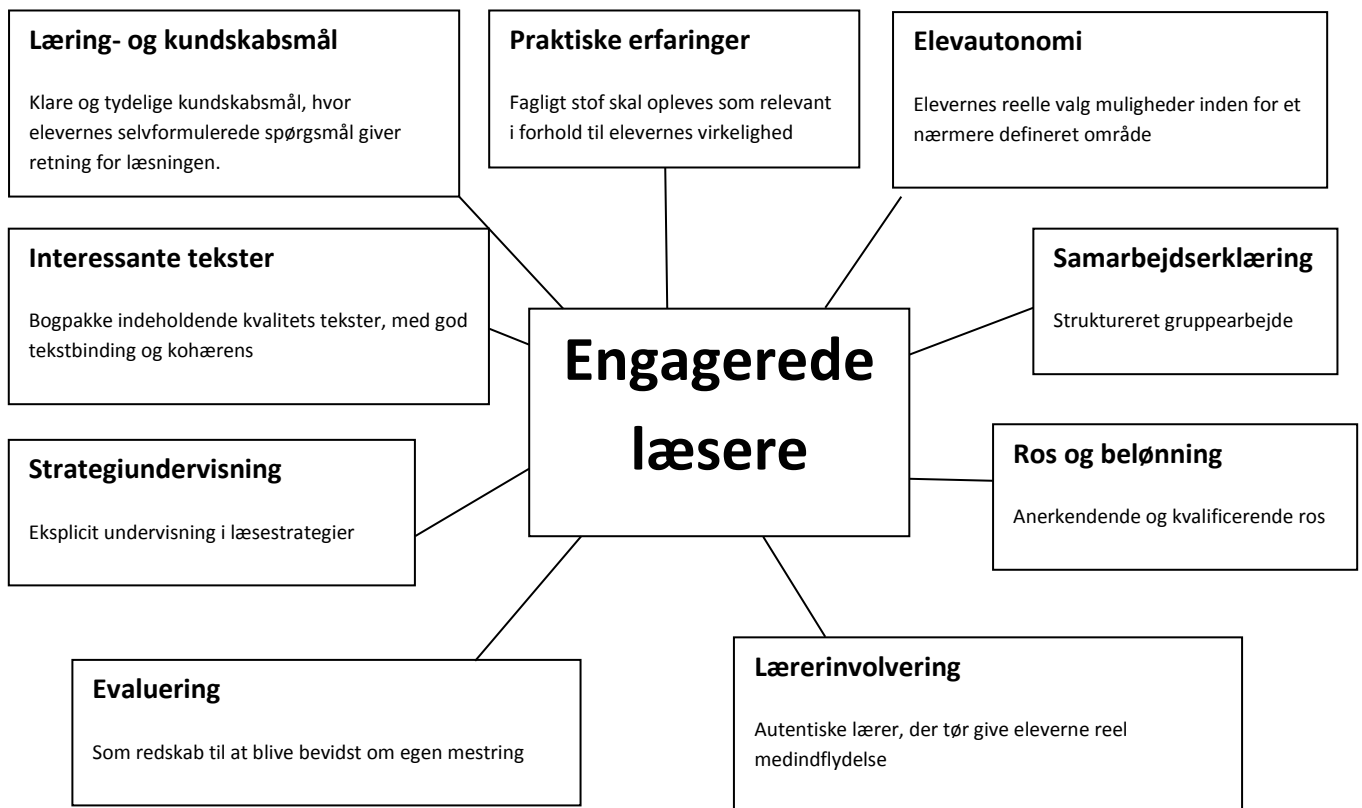 Læring- og kundskabsmål
Klare og tydelige kundskabsmål, hvor
elevernes selvformulerede spørgsmål giver
retning for læsningen.
Praktiske erfaringer
Fagligt stof skal opleves som relevant
i forhold til elevernes virkelighed
Elevautonomi
Elevernes reelle valg muligheder inden for et
nærmere defineret område
Interessante tekster
Bogpakke indeholdende kvalitets tekster, med god
tekstbinding og kohærens
Samarbejdserklæring
Struktureret gruppearbejde
Engagerede
læsere
Strategiundervisning
Eksplicit undervisning i læsestrategier
Ros og belønning
Anerkendende og kvalificerende ros
Evaluering
Som redskab til at blive bevidst om egen mestring
Lærerinvolvering
Autentiske lærer, der tør give eleverne reel
medindflydelse